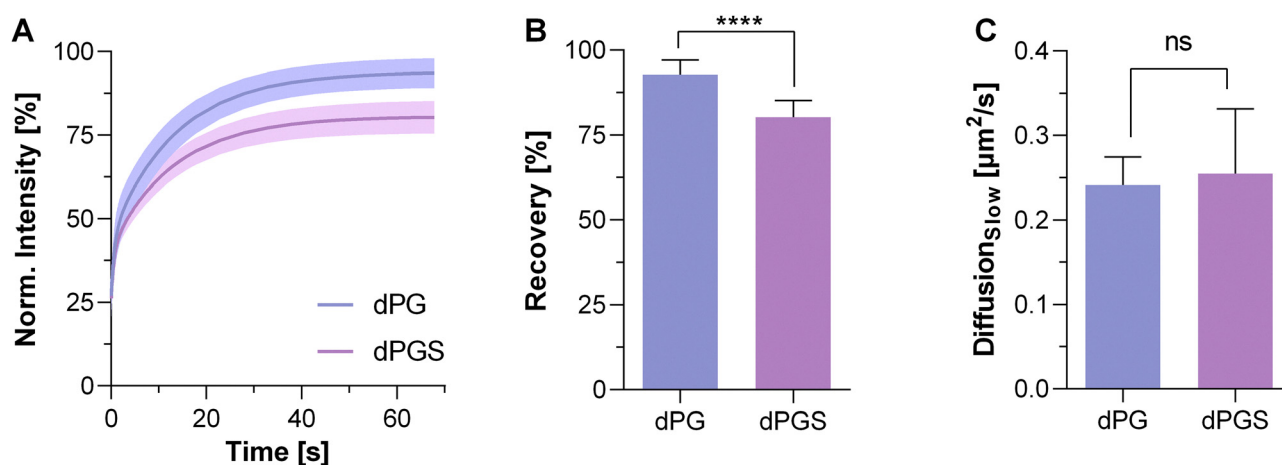 A
Norm. Intensity [%]
100
75
50
25
0
dPG
dPGS
0 20 40 60
Time [s]
B
Recovery [%]
****
100
75
50
25
0
dPG dPGS
C
Diffusion_Slow [µm²/s]
ns
0.4
0.3
0.2
0.1
0.0
dPG dPGS